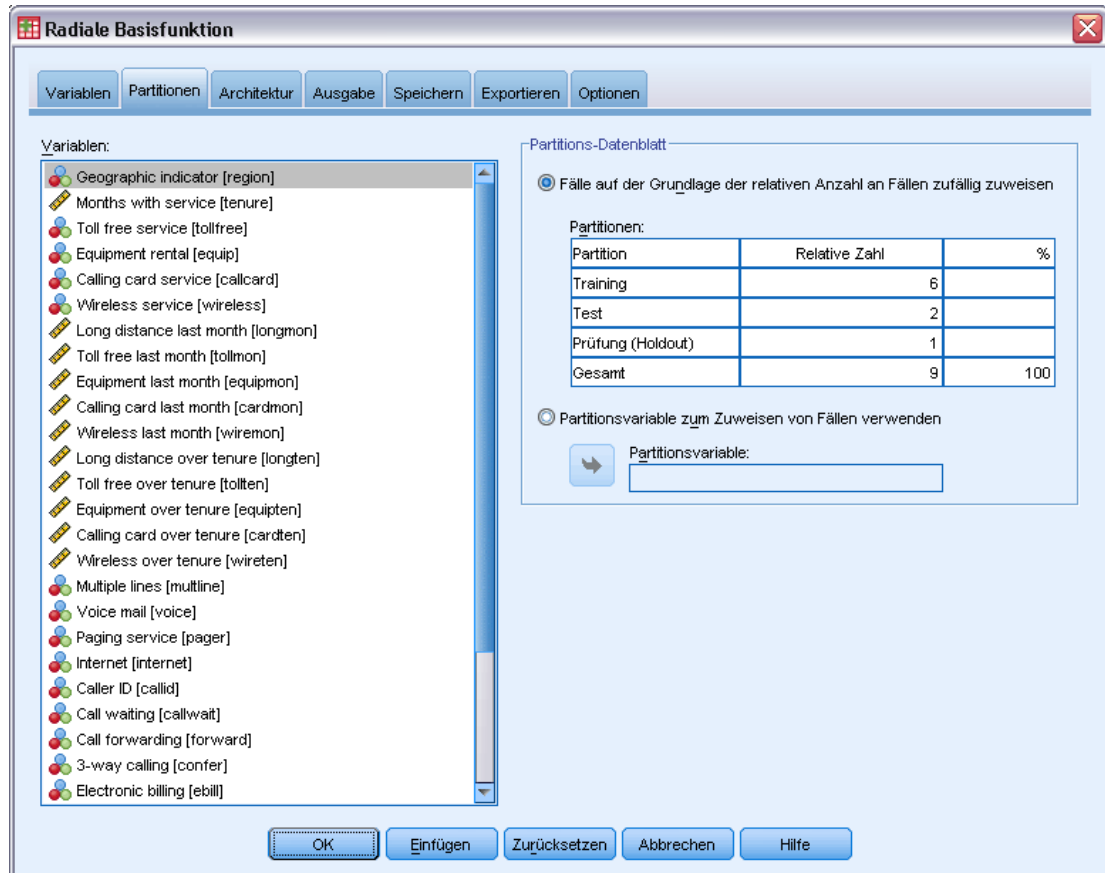 Radiale Basisfunktion
Variablen Partitionen Architektur Ausgabe Speichern Exportieren Optionen
Variablen:
Geographic indicator [region]
Months with service [tenure]
Toll free service [tollfree]
Equipment rental [equip]
Calling card service [callcard]
Wireless service [wireless]
Long distance last month [longmon]
Toll free last month [tollmon]
Equipment last month [equipmon]
Calling card last month [cardmon]
Wireless last month [wiremon]
Long distance over tenure [longten]
Toll free over tenure [tollten]
Equipment over tenure [equipten]
Calling card over tenure [cardten]
Wireless over tenure [wireten]
Multiple lines [multline]
Voice mail [voice]
Paging service [pager]
Internet [internet]
Caller ID [callid]
Call waiting [callwait]
Call forwarding [forward]
3-way calling [confer]
Electronic billing [ebill]
Partitions-Datenblatt
Fälle auf der Grundlage der relativen Anzahl an Fällen zufällig zuweisen
Partitionen:
Partition Relative Zahl %
Training 6
Test 2
Prüfung (Holdout) 1
Gesamt 9 100
Partitionsvariable zum Zuweisen von Fällen verwenden
Partitionsvariable:
OK Einfügen Zurücksetzen Abbrechen Hilfe